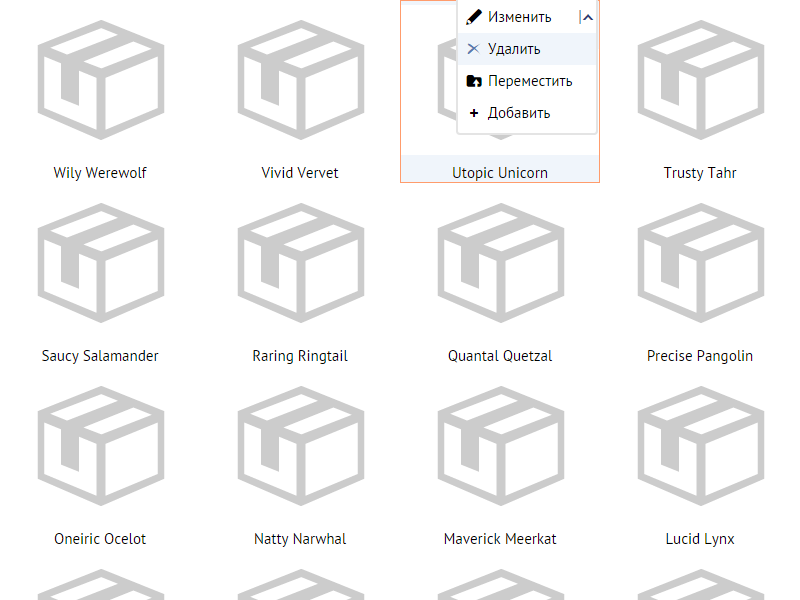 Изменить
Удалить
Переместить
Добавить
Wily Werewolf
Vivid Vervet
Utopic Unicorn
Trusty Tahr
Saucy Salamander
Raring Ringtail
Quantal Quetzal
Precise Pangolin
Oneiric Ocelot
Natty Narwhal
Maverick Meerkat
Lucid Lynx